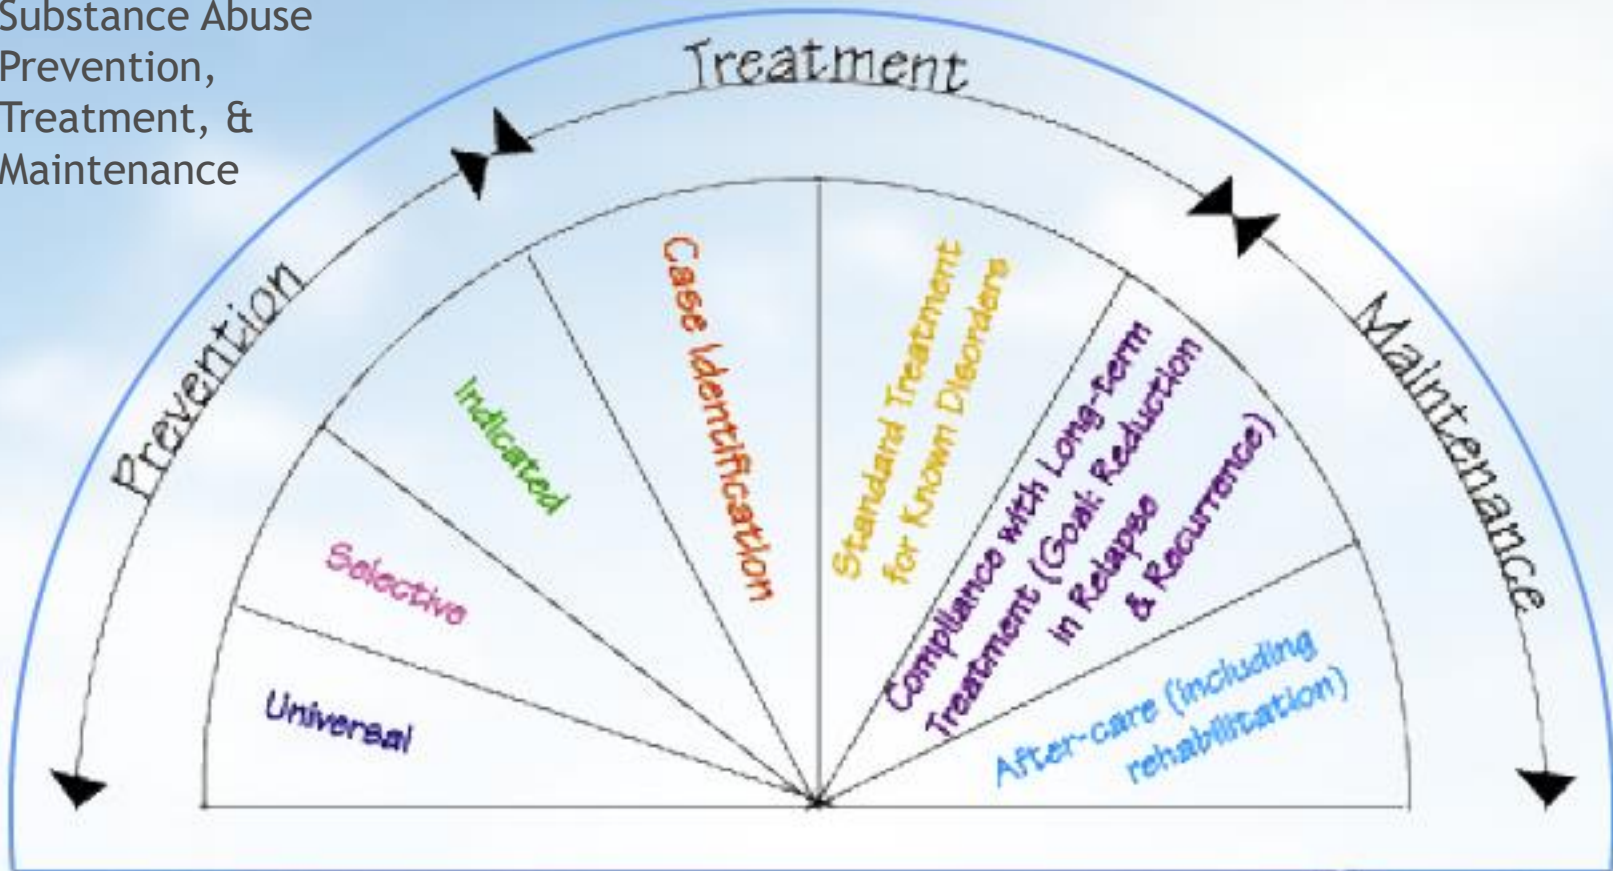 Substance Abuse
Prevention,
Treatment, &
Maintenance
Prevention
Treatment
Maintenance
Universal
Selective
Indicated
Case Identification
Standard Treatment
for Known Disorders
Compliance with Long-term
Treatment (Goal: Reduction
in Relapse
& Recurrence)
After-care (including
rehabilitation)